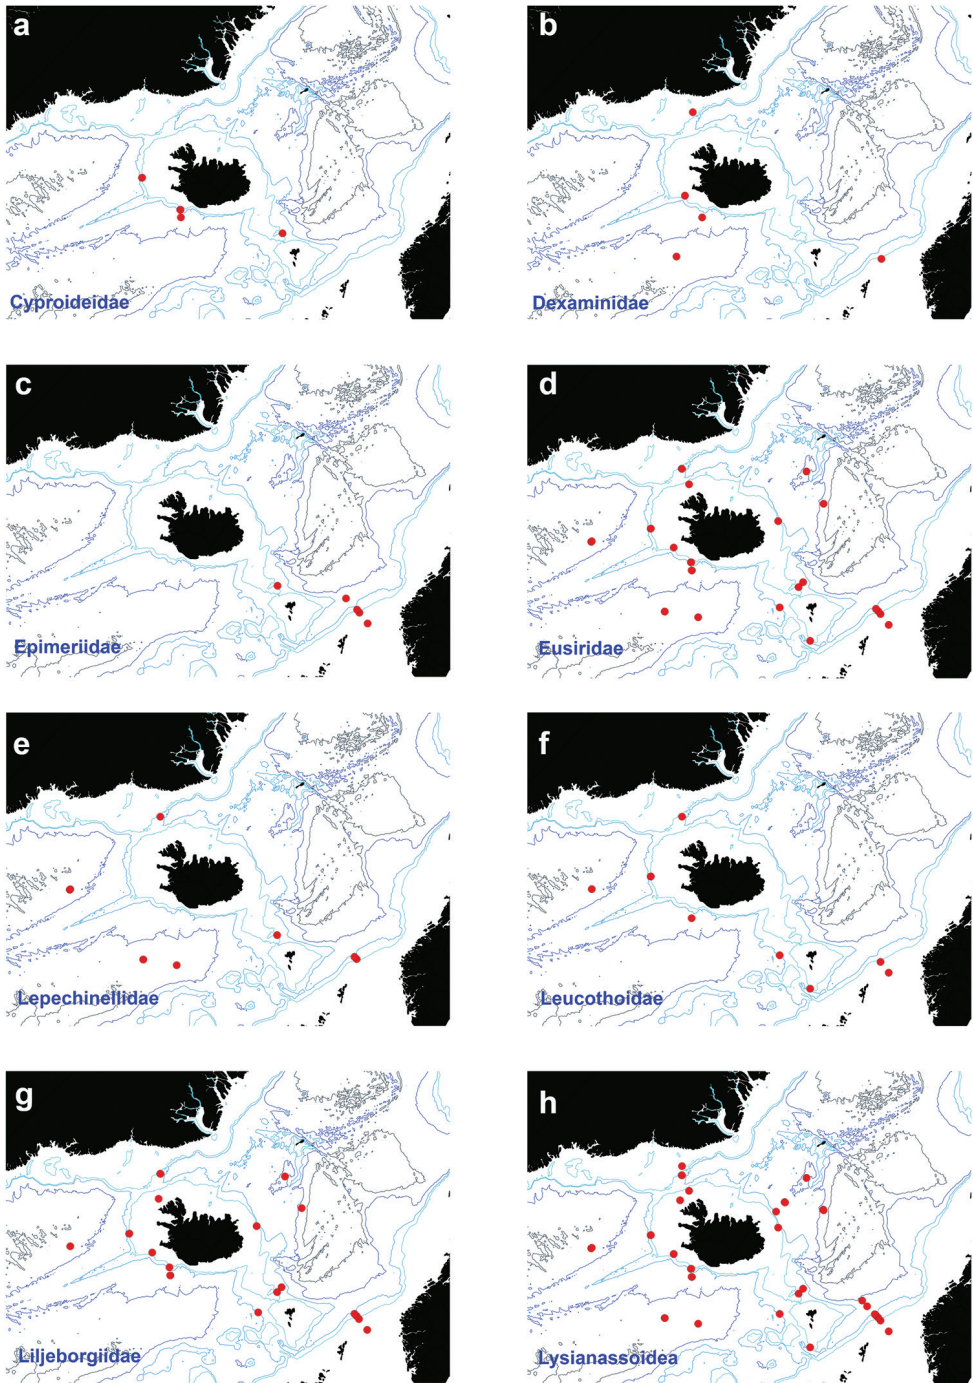 a
Cyproideidae
b
Dexaminidae
c
Epimeriidae
d
Eusiridae
e
Lepechinellidae
f
Leucothoidae
g
Liljeborgiidae
h
Lysianassoidea